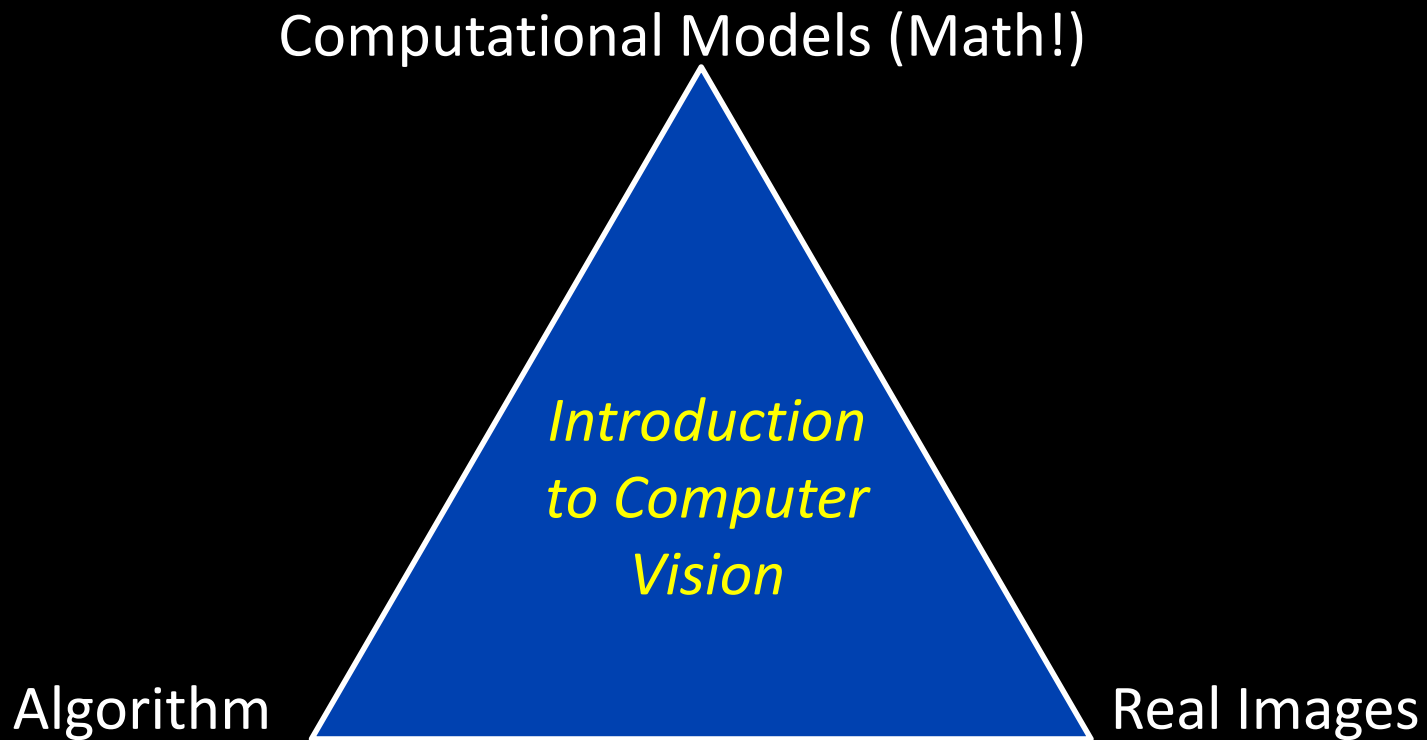 Computational Models (Math!)
Introduction
to Computer
Vision
Algorithm
Real Images